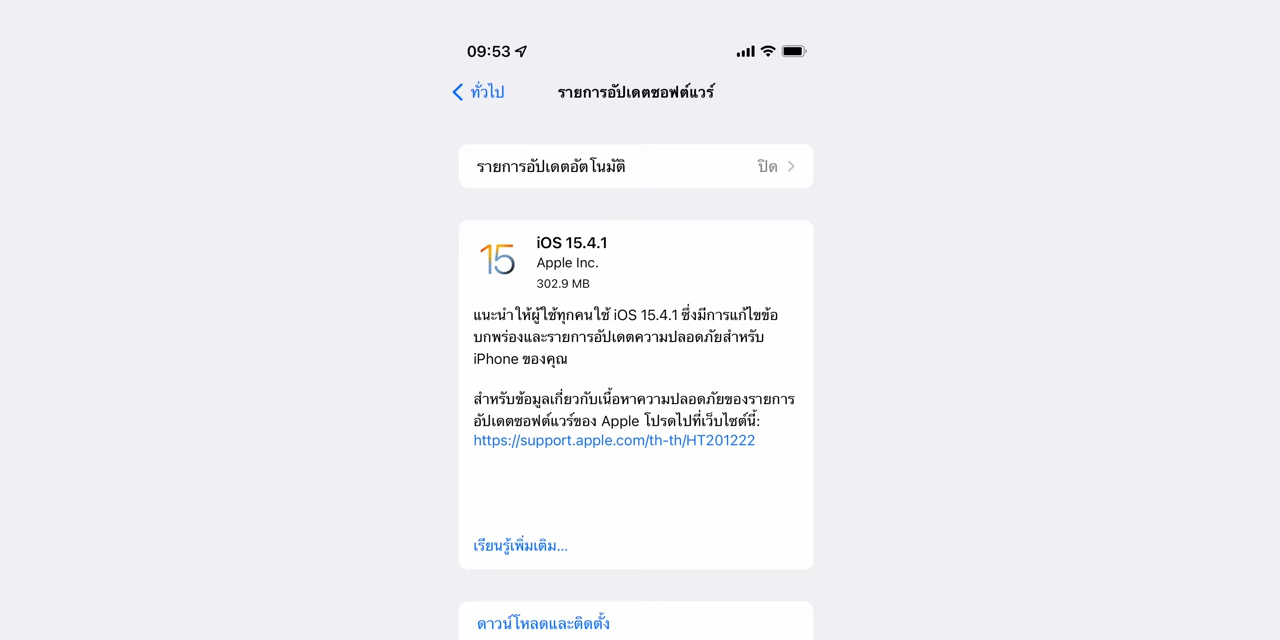 09:53
ทั่วไป
รายการอัปเดตซอฟต์แวร์
รายการอัปเดตอัตโนมัติ
ปิด
15
iOS 15.4.1
Apple Inc.
302.9 MB
แนะนำให้ผู้ใช้ทุกคนใช้ iOS 15.4.1 ซึ่งมีการแก้ไขข้อ
บกพร่องและรายการอัปเดตความปลอดภัยสำหรับ
iPhone ของคุณ
สำหรับข้อมูลเกี่ยวกับเนื้อหาความปลอดภัยของรายการ
อัปเดตซอฟต์แวร์ของ Apple โปรดไปที่เว็บไซต์นี้:
https://support.apple.com/th-th/HT201222
เรียนรู้เพิ่มเติม...
ดาวน์โหลดและติดตั้ง